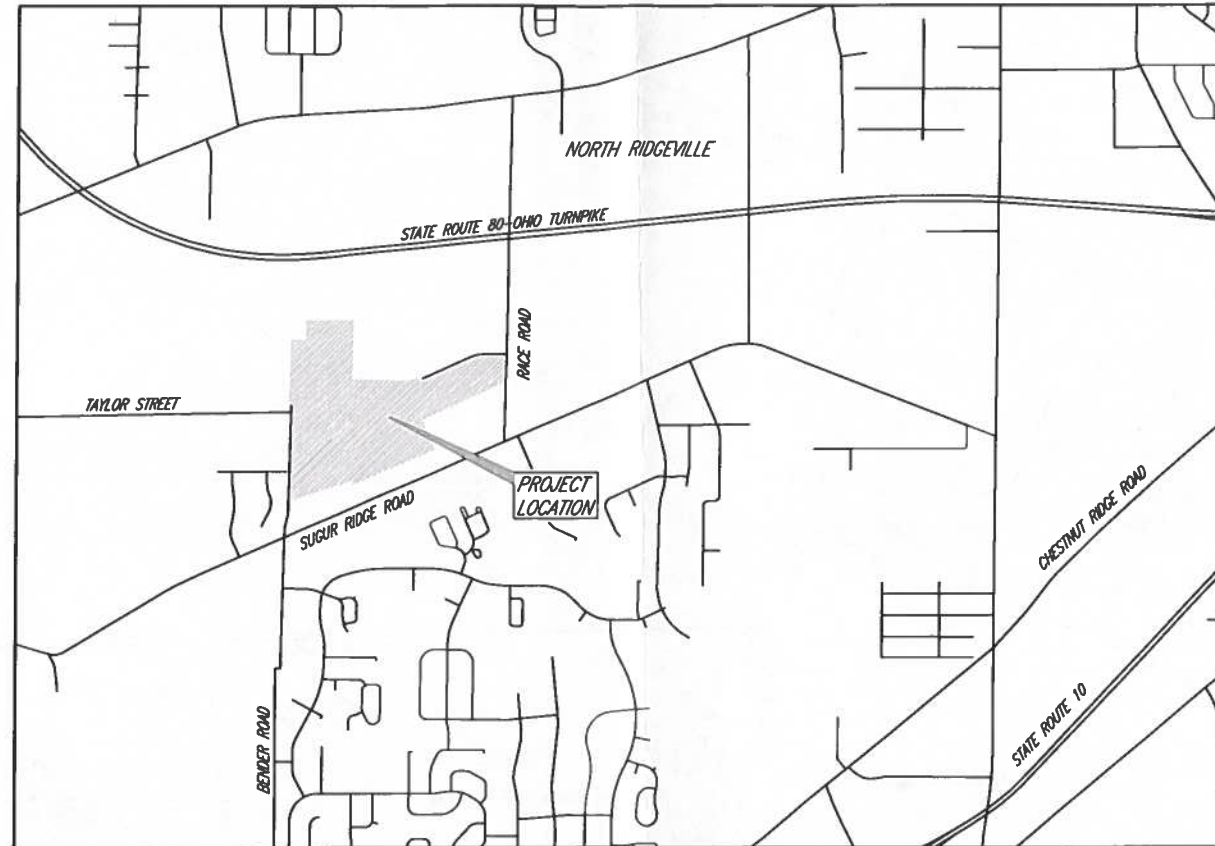 NORTH RIDGEVILLE
STATE ROUTE 80-OHIO TURNPIKE
RACE ROAD
TAYLOR STREET
PROJECT
LOCATION
SUGUR RIDGE ROAD
CHESTNUT RIDGE ROAD
BENDER ROAD
STATE ROUTE 10